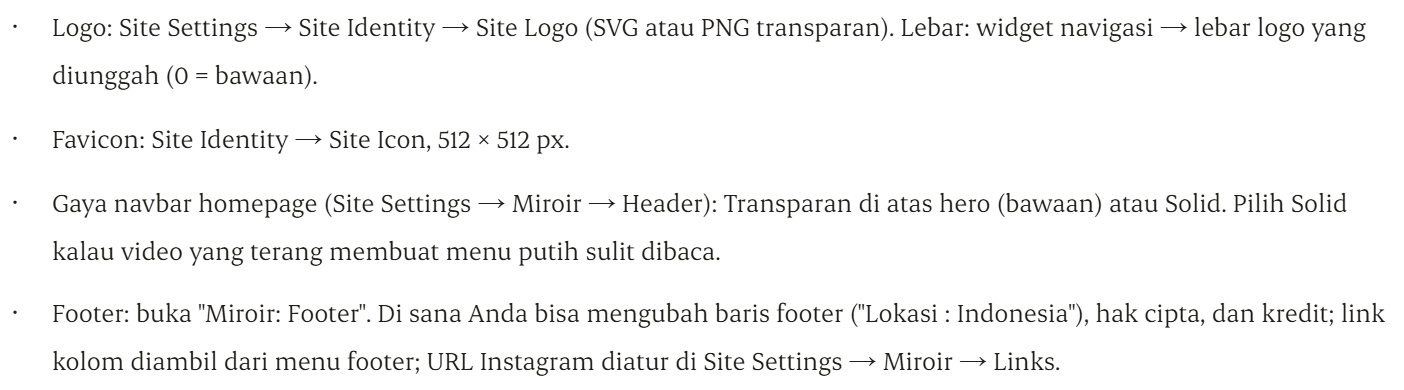 · Logo: Site Settings → Site Identity → Site Logo (SVG atau PNG transparan). Lebar: widget navigasi → lebar logo yang
diunggah (0 = bawaan).
· Favicon: Site Identity → Site Icon, 512 × 512 px.
· Gaya navbar homepage (Site Settings → Miroir → Header): Transparan di atas hero (bawaan) atau Solid. Pilih Solid
kalau video yang terang membuat menu putih sulit dibaca.
· Footer: buka "Miroir: Footer". Di sana Anda bisa mengubah baris footer ("Lokasi : Indonesia"), hak cipta, dan kredit; link
kolom diambil dari menu footer; URL Instagram diatur di Site Settings → Miroir → Links.